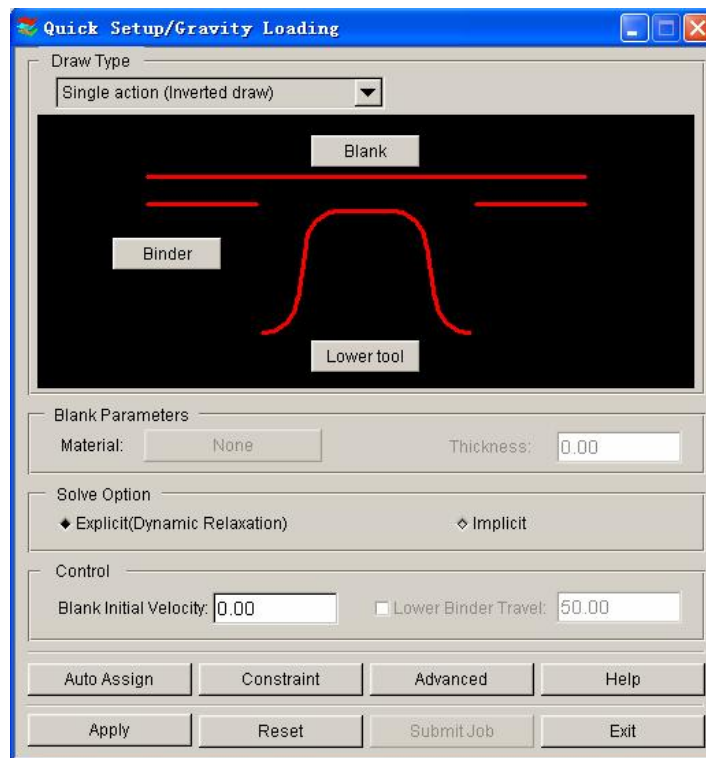 Quick Setup/Gravity Loading
Draw Type
Single action (Inverted draw)
Blank
Binder
Lower tool
Blank Parameters
Material: None Thickness: 0.00
Solve Option
Explicit(Dynamic Relaxation) Implicit
Control
Blank Initial Velocity: 0.00 Lower Binder Travel: 50.00
Auto Assign Constraint Advanced Help
Apply Reset Submit Job Exit